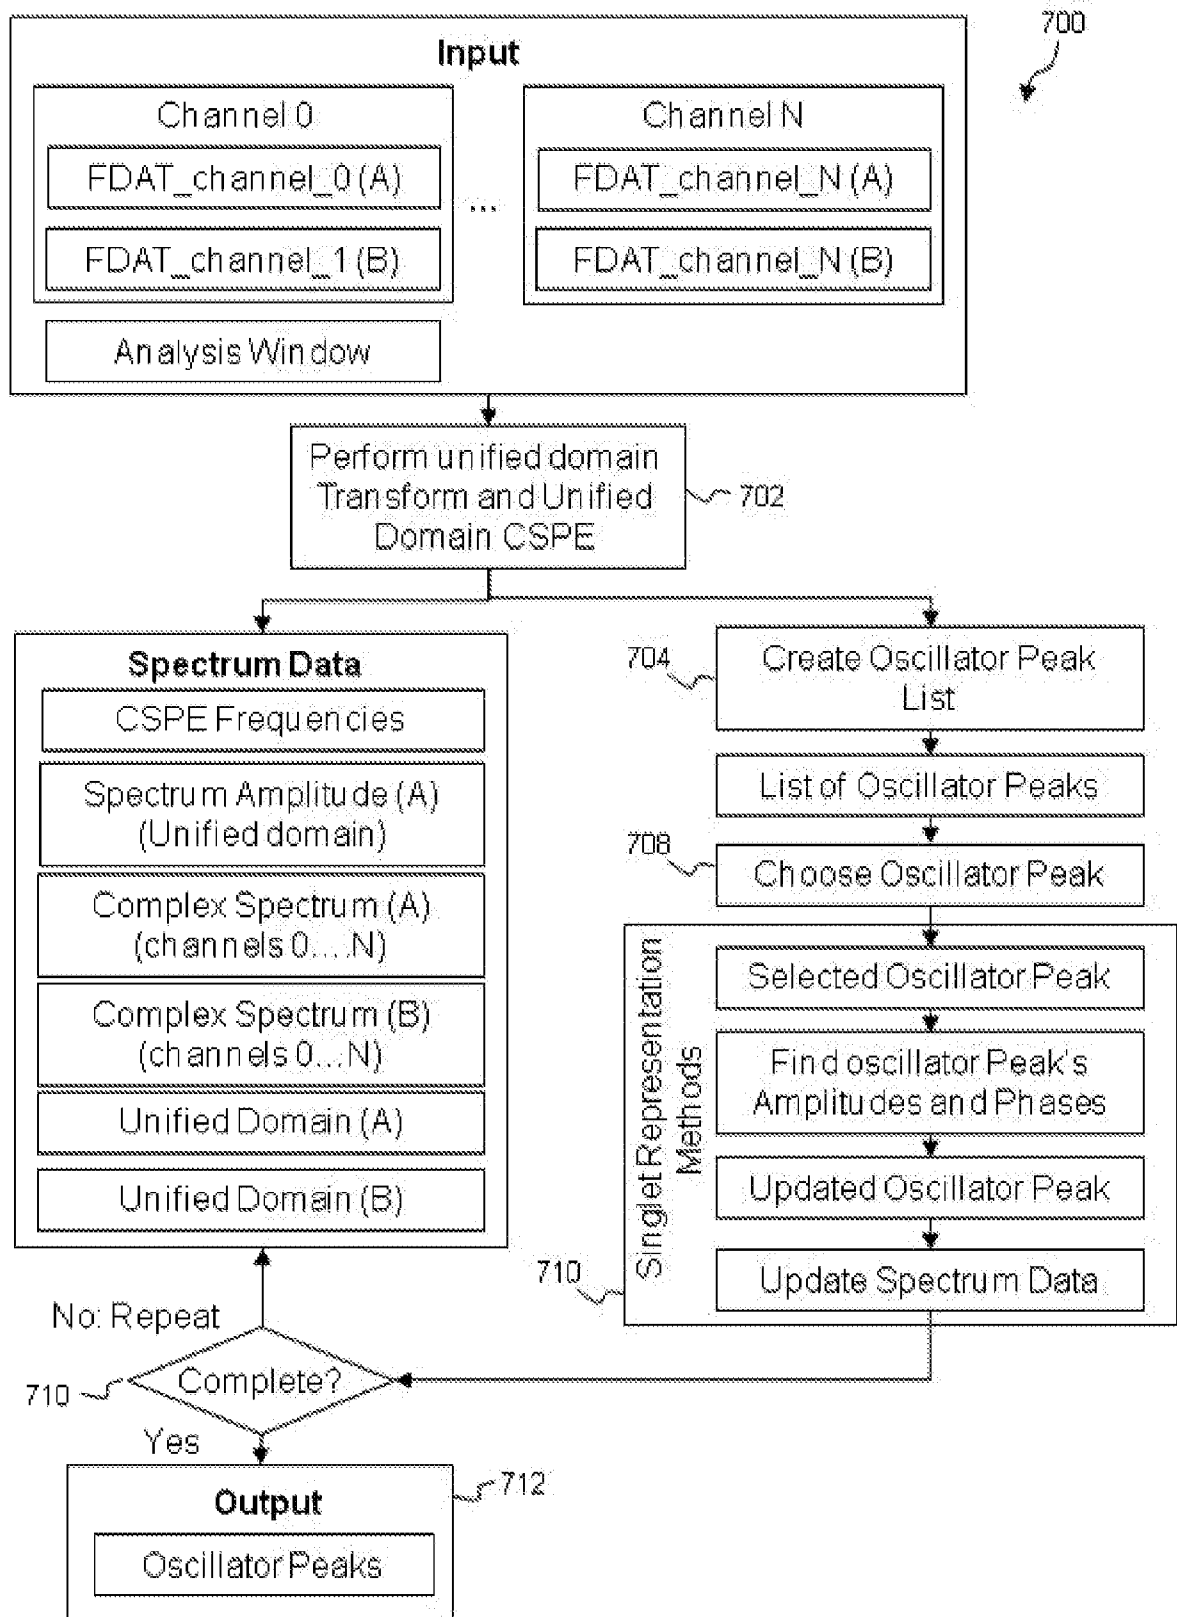 700
Input
Channel 0
FDAT_channel_0 (A)
FDAT_channel_1 (B)
...
Channel N
FDAT_channel_N (A)
FDAT_channel_N (B)
Analysis Window
Perform unified domain
Transform and Unified
Domain CSPE
702
Spectrum Data
CSPE Frequencies
Spectrum Amplitude (A)
(Unified domain)
Complex Spectrum (A)
(channels 0....N)
Complex Spectrum (B)
(channels 0...N)
Unified Domain (A)
Unified Domain (B)
704
Create Oscillator Peak
List
List of Oscillator Peaks
708
Choose Oscillator Peak
Singlet Representation
Methods
Selected Oscillator Peak
Find oscillator Peak's
Amplitudes and Phases
Updated Oscillator Peak
Update Spectrum Data
710
No: Repeat
Complete?
710
Yes
712
Output
Oscillator Peaks